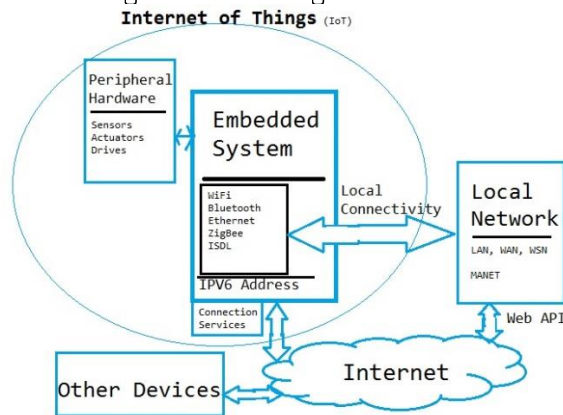 Internet of Things (IoT)
Peripheral
Hardware
Sensors
Actuators
Drives
Embedded
System
WiFi
Bluetooth
Ethernet
ZigBee
ISDL
IPV6 Address
Connection
Services
Local
Connectivity
Local
Network
LAN, WAN, WSN
MANET
Web API
Internet
Other Devices